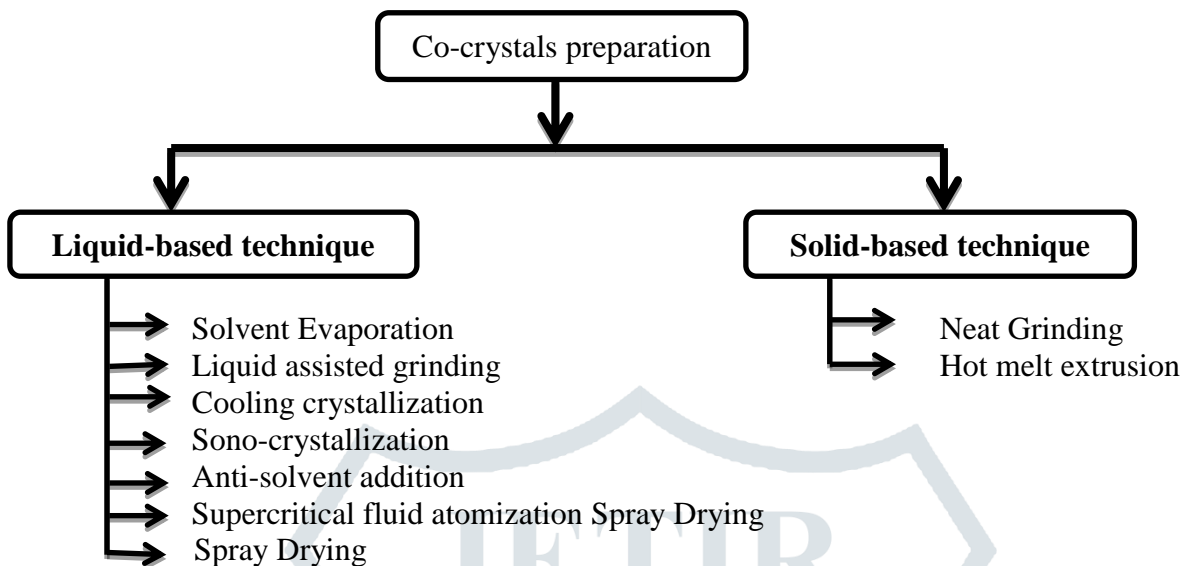 Co-crystals preparation
Liquid-based technique
Solvent Evaporation
Liquid assisted grinding
Cooling crystallization
Sono-crystallization
Anti-solvent addition
Supercritical fluid atomization Spray Drying
Spray Drying
Solid-based technique
Neat Grinding
Hot melt extrusion
JETIR